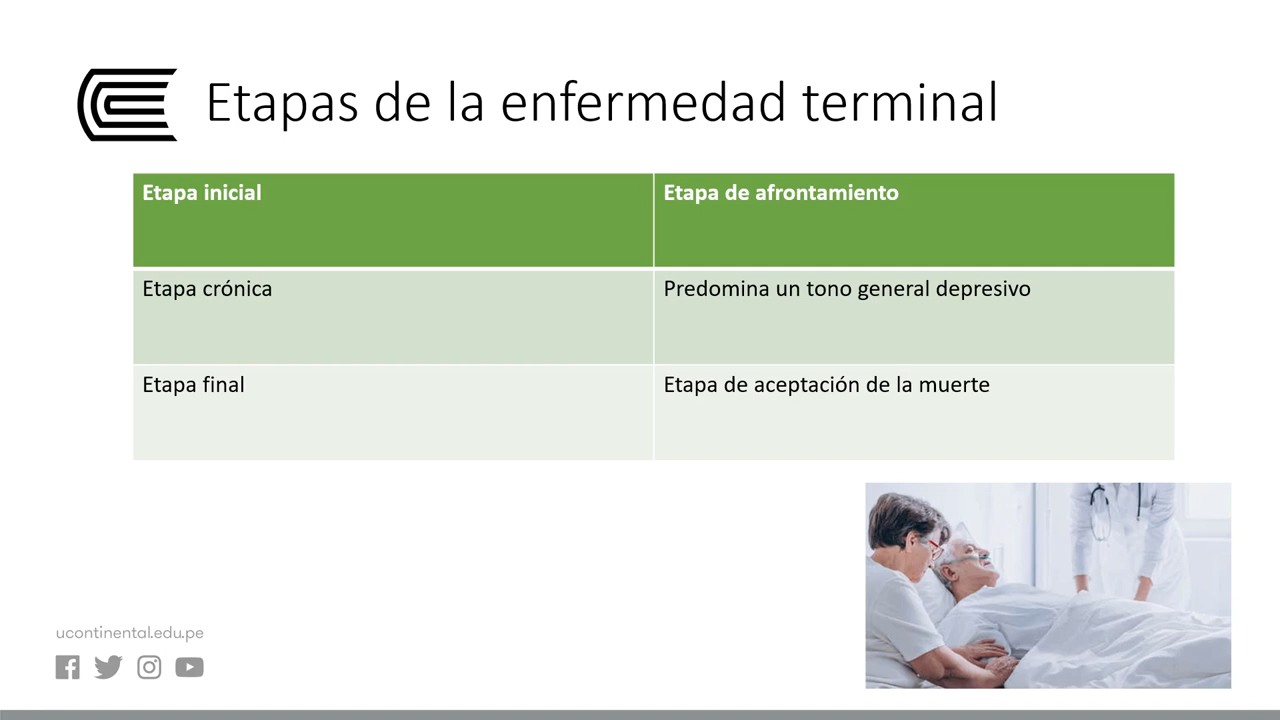 Etapas de la enfermedad terminal
Etapa inicial
Etapa de afrontamiento
Etapa crónica
Predomina un tono general depresivo
Etapa final
Etapa de aceptación de la muerte
ucontinental.edu.pe